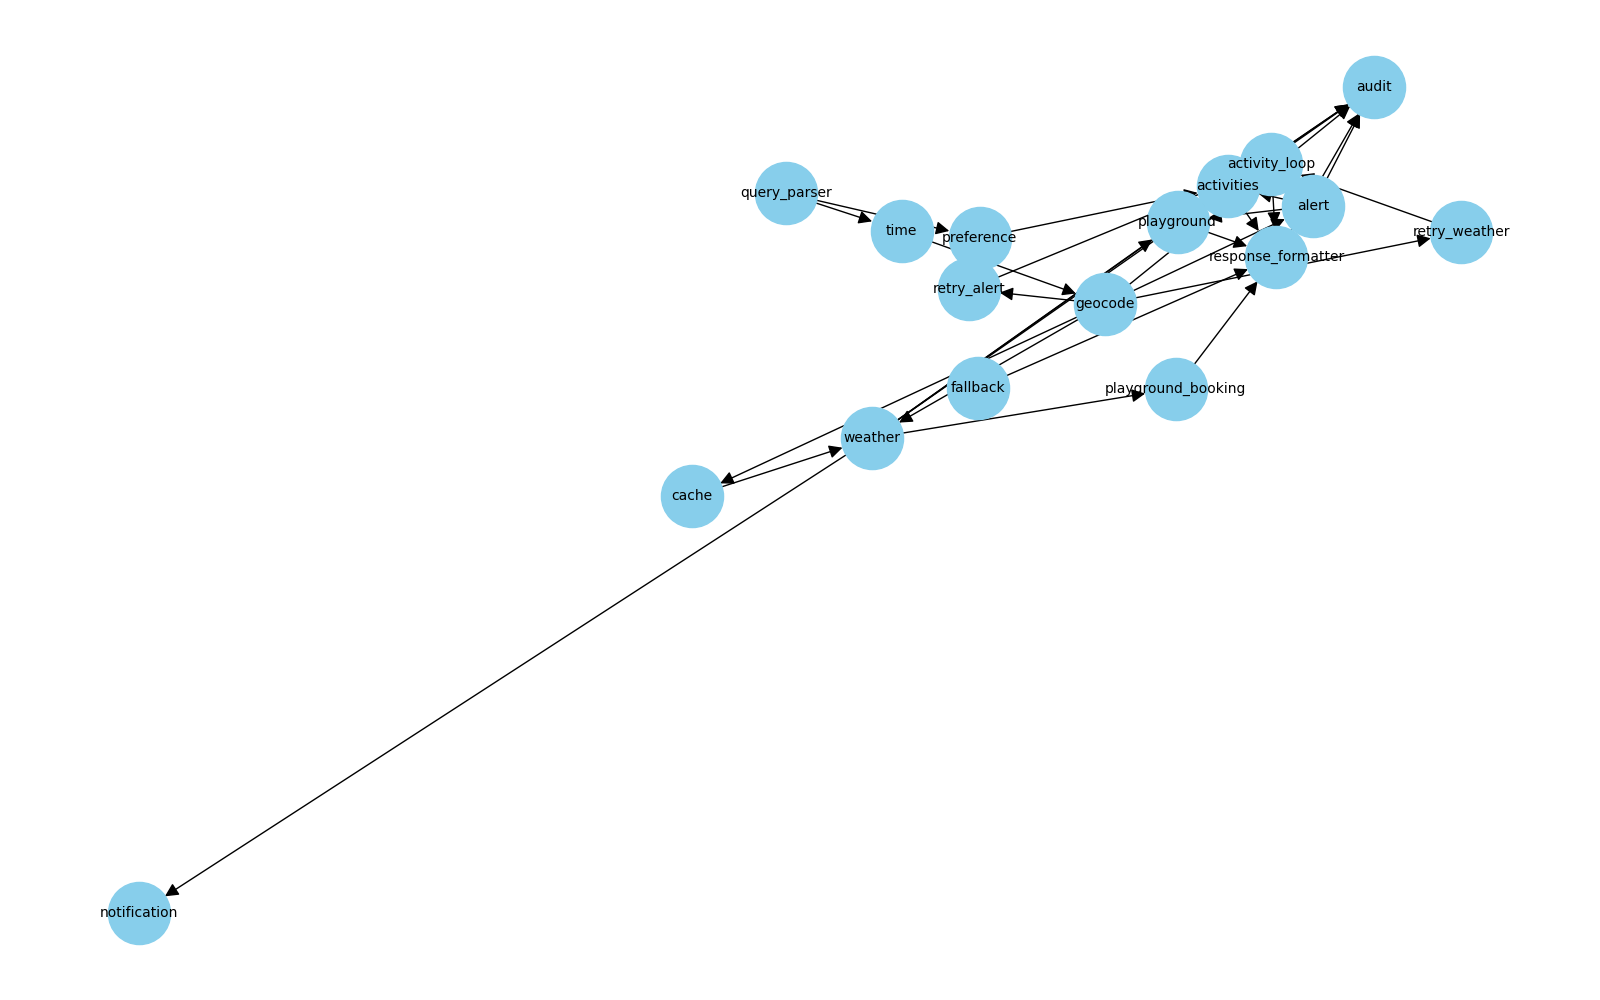 audit
activity_loop
activities
query_parser
alert
playground
time
preference
retry_weather
response_formatter
retry_alert
geocode
fallback
playground_booking
weather
cache
notification